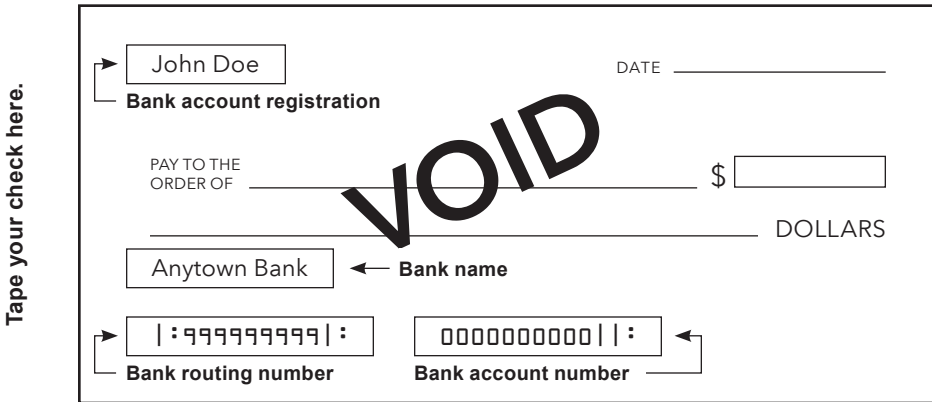 Tape your check here.
John Doe
DATE
Bank account registration
VOID
PAY TO THE
ORDER OF
$
DOLLARS
Anytown Bank
Bank name
|:999999999|:
0000000000||:
Bank routing number
Bank account number